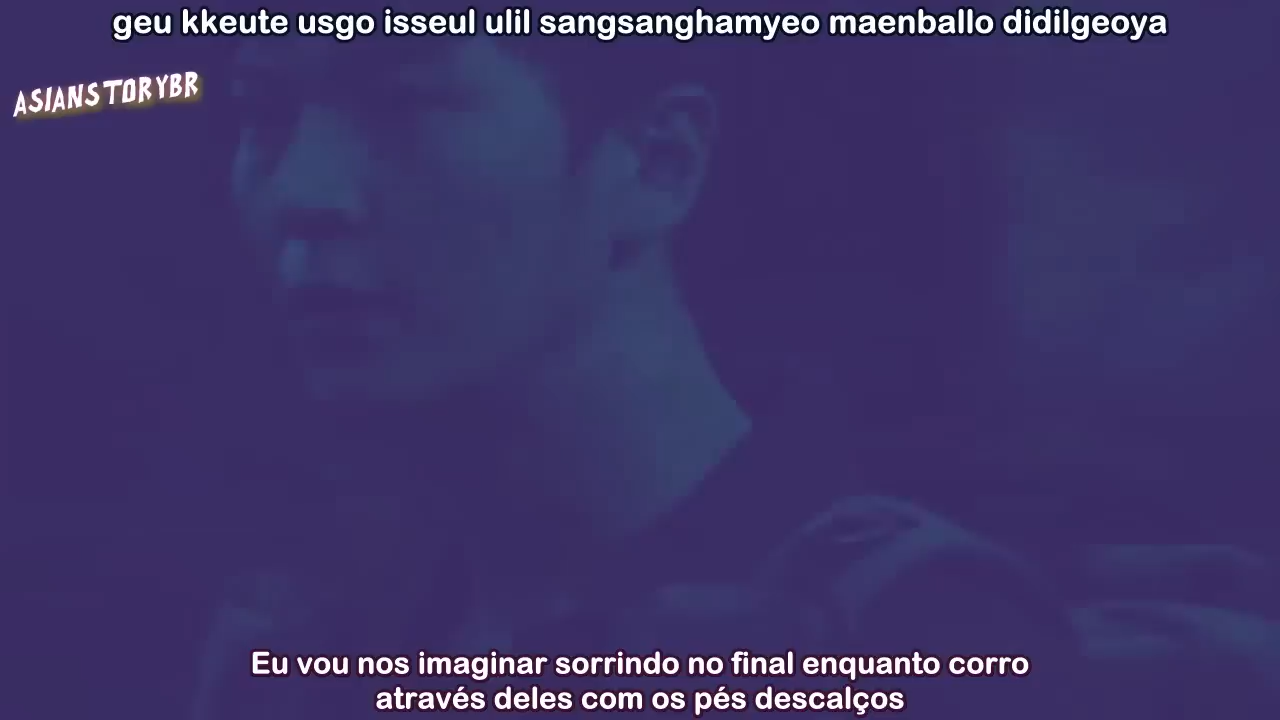 geu kkeute usgo isseul ulil sangsanghamyeo maenballo didilgeoya
ASIANSTORYBR
Eu vou nos imaginar sorrindo no final enquanto corro
através deles com os pés descalços